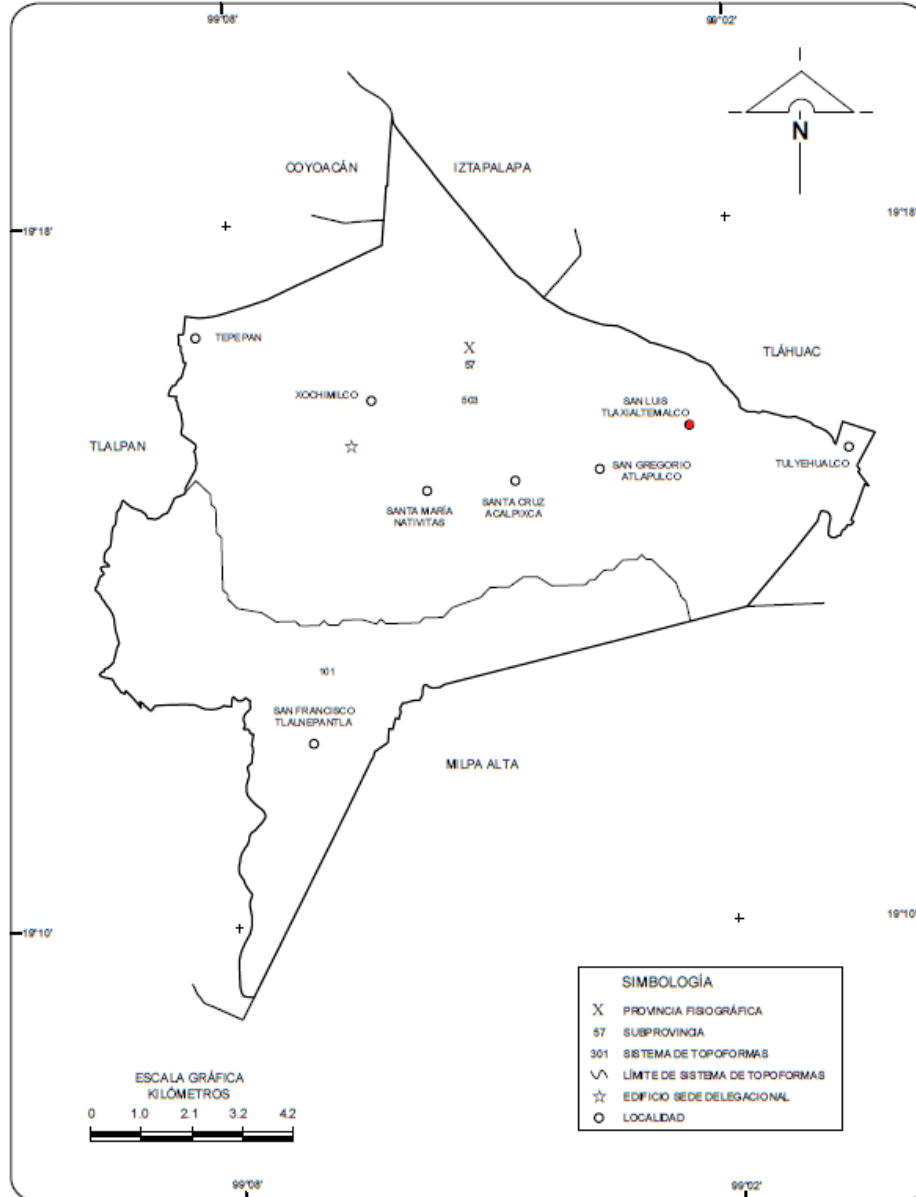 99°08'
99°02'
N
COYOACÁN
IZTAPALAPA
19°18'
19°18'
TEPEPAN
X
57
TLÁHUAC
XOCHIMILCO
503
SAN LUIS
TLAXIALTEMALCO
TLALPAN
TULYEHUALCO
SAN GREGORIO
ATLAPULCO
SANTA MARÍA
NATIVITAS
SANTA CRUZ
ACALPIXCA
101
SAN FRANCISCO
TLALNEPANTLA
MILPA ALTA
19°10'
19°10'
SIMBOLOGÍA
X PROVINCIA FISIOGRÁFICA
57 SUBPROVINCIA
301 SISTEMA DE TOPOFORMAS
LÍMITE DE SISTEMA DE TOPOFORMAS
EDIFICIO SEDE DELEGACIONAL
LOCALIDAD
ESCALA GRÁFICA
KILÓMETROS
0 1.0 2.1 3.2 4.2
99°08'
99°02'